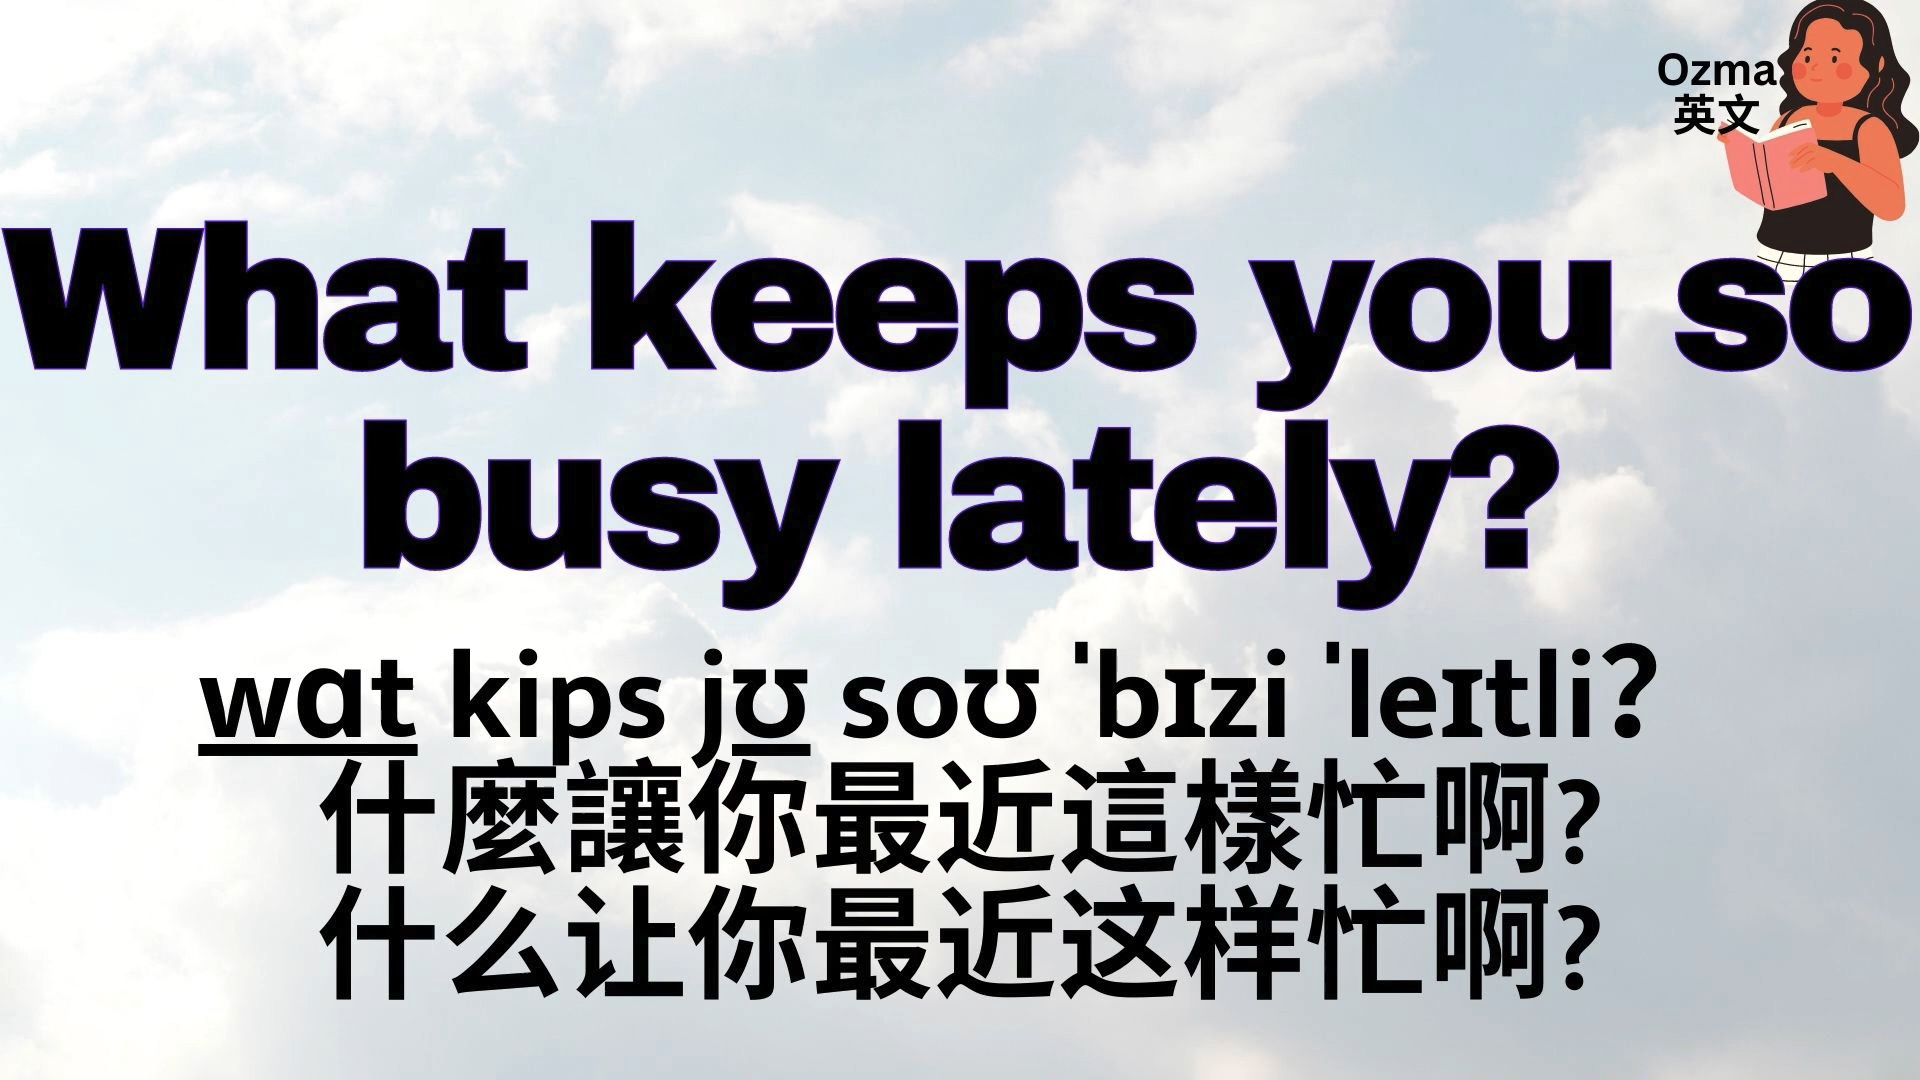 Ozma
英文
What keeps you so
busy lately?
wɑt kips jʊ soʊ ˈbɪzi ˈleɪtli?
什麼讓你最近這樣忙啊?
什么让你最近这样忙啊?